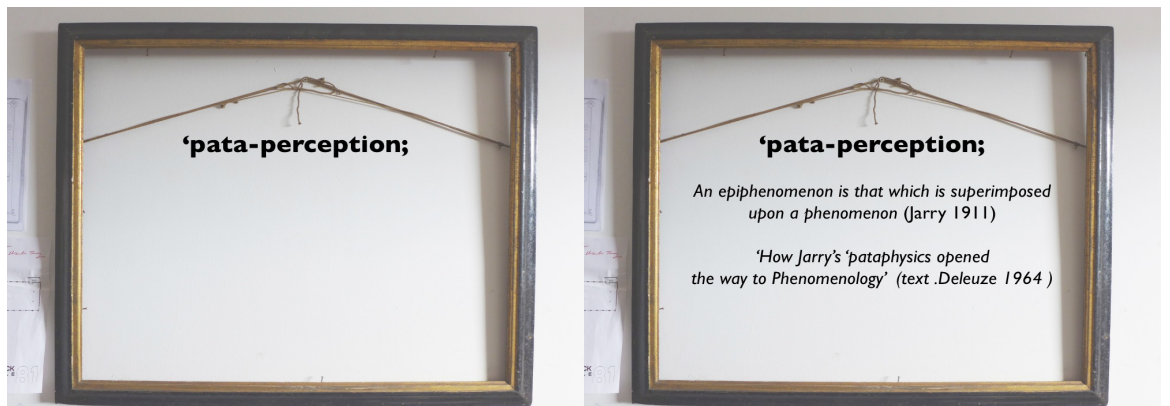 ‘pata-perception;
‘pata-perception;
An epiphenomenon is that which is superimposed
upon a phenomenon (Jarry 1911)
‘How Jarry’s ‘pataphysics opened
the way to Phenomenology’ (text .Deleuze 1964 )